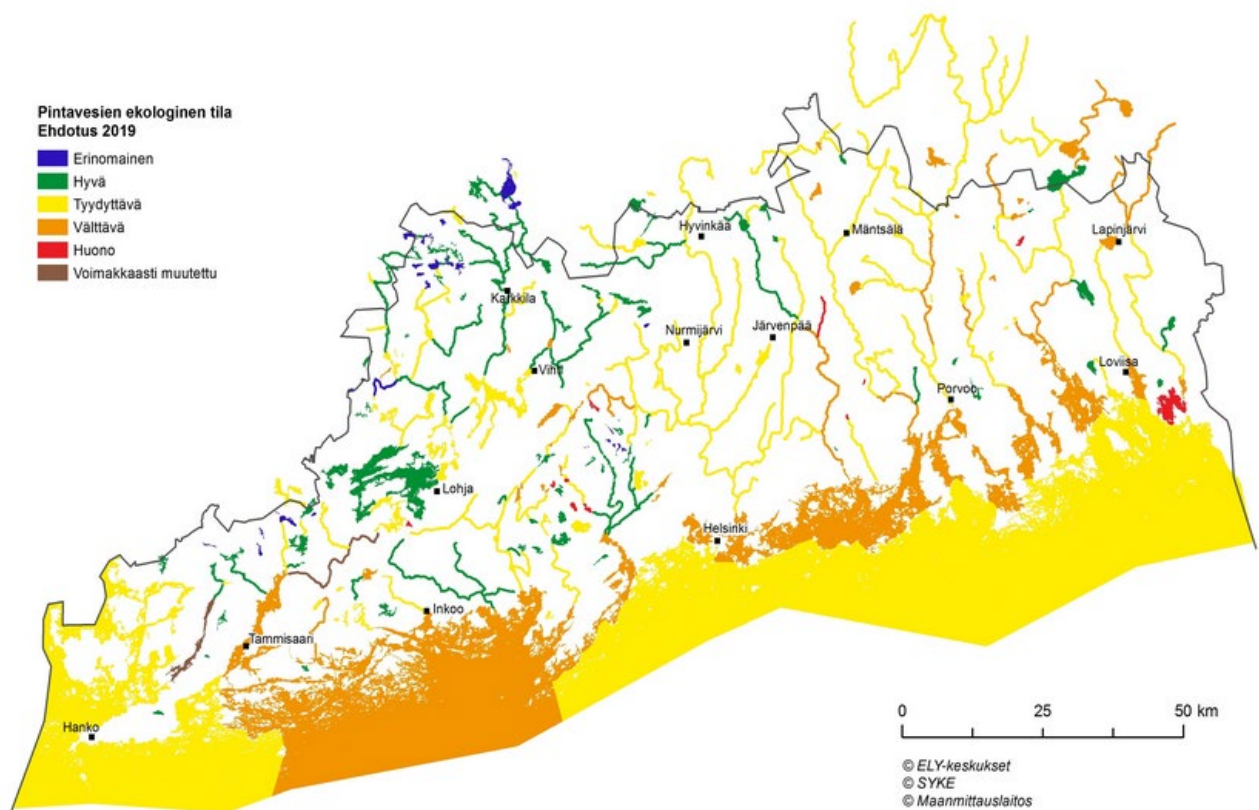 Pintavesien ekologinen tila
Ehdotus 2019
Erinomainen
Hyvä
Tyydyttävä
Välttävä
Huono
Voimakkaasti muutettu
Hyvinkää
Mäntsälä
Lapinjärvi
Karkkila
Nurmijärvi
Järvenpää
Vihti
Loviisa
Porvoo
Lohja
Helsinki
Inkoo
Tammisaari
Hanko
0 25 50 km
© ELY-keskukset
© SYKE
© Maanmittauslaitos